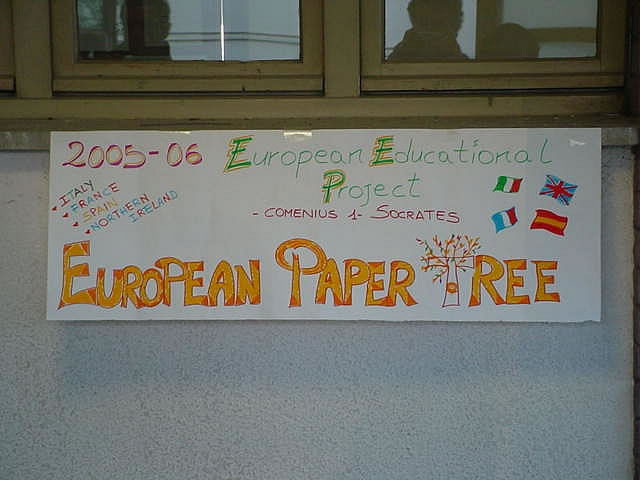 2005-06 European Educational
Project
- COMENIUS 1- SOCRATES
ITALY
FRANCE
SPAIN
NORTHERN
IRELAND
EUROPEAN PAPER TREE